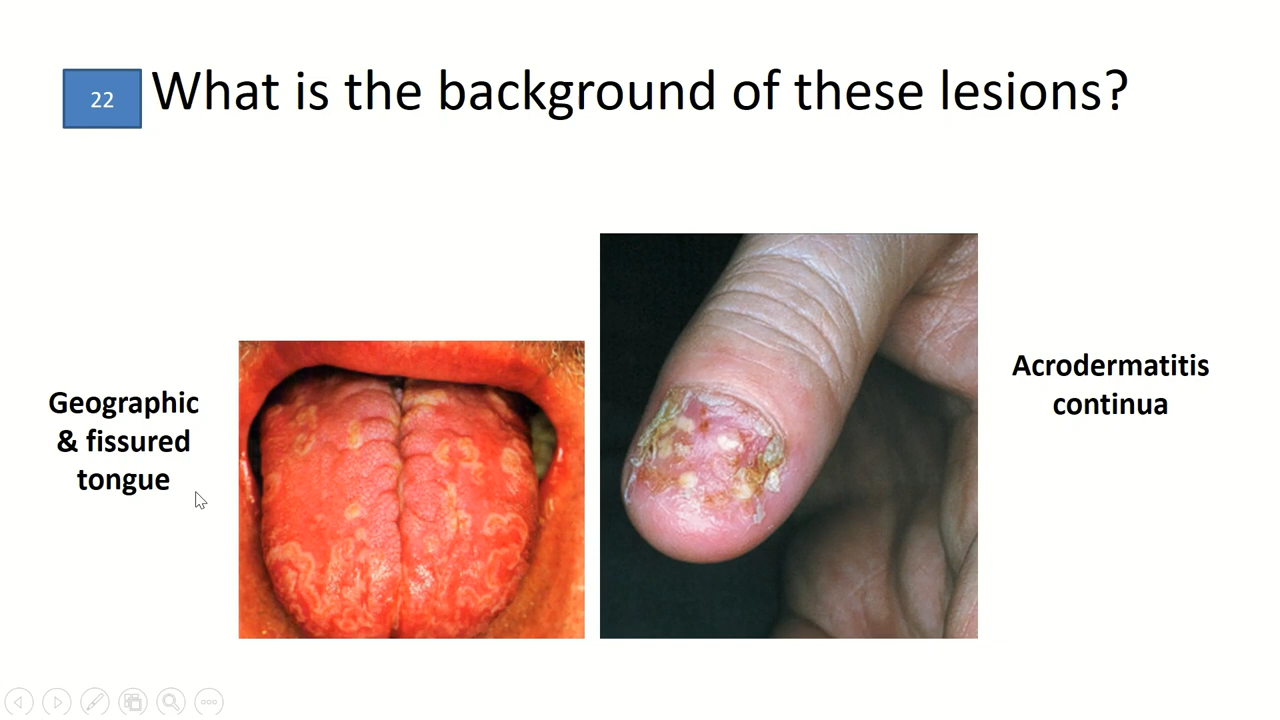 22
What is the background of these lesions?
Geographic
& fissured
tongue
Acrodermatitis
continua